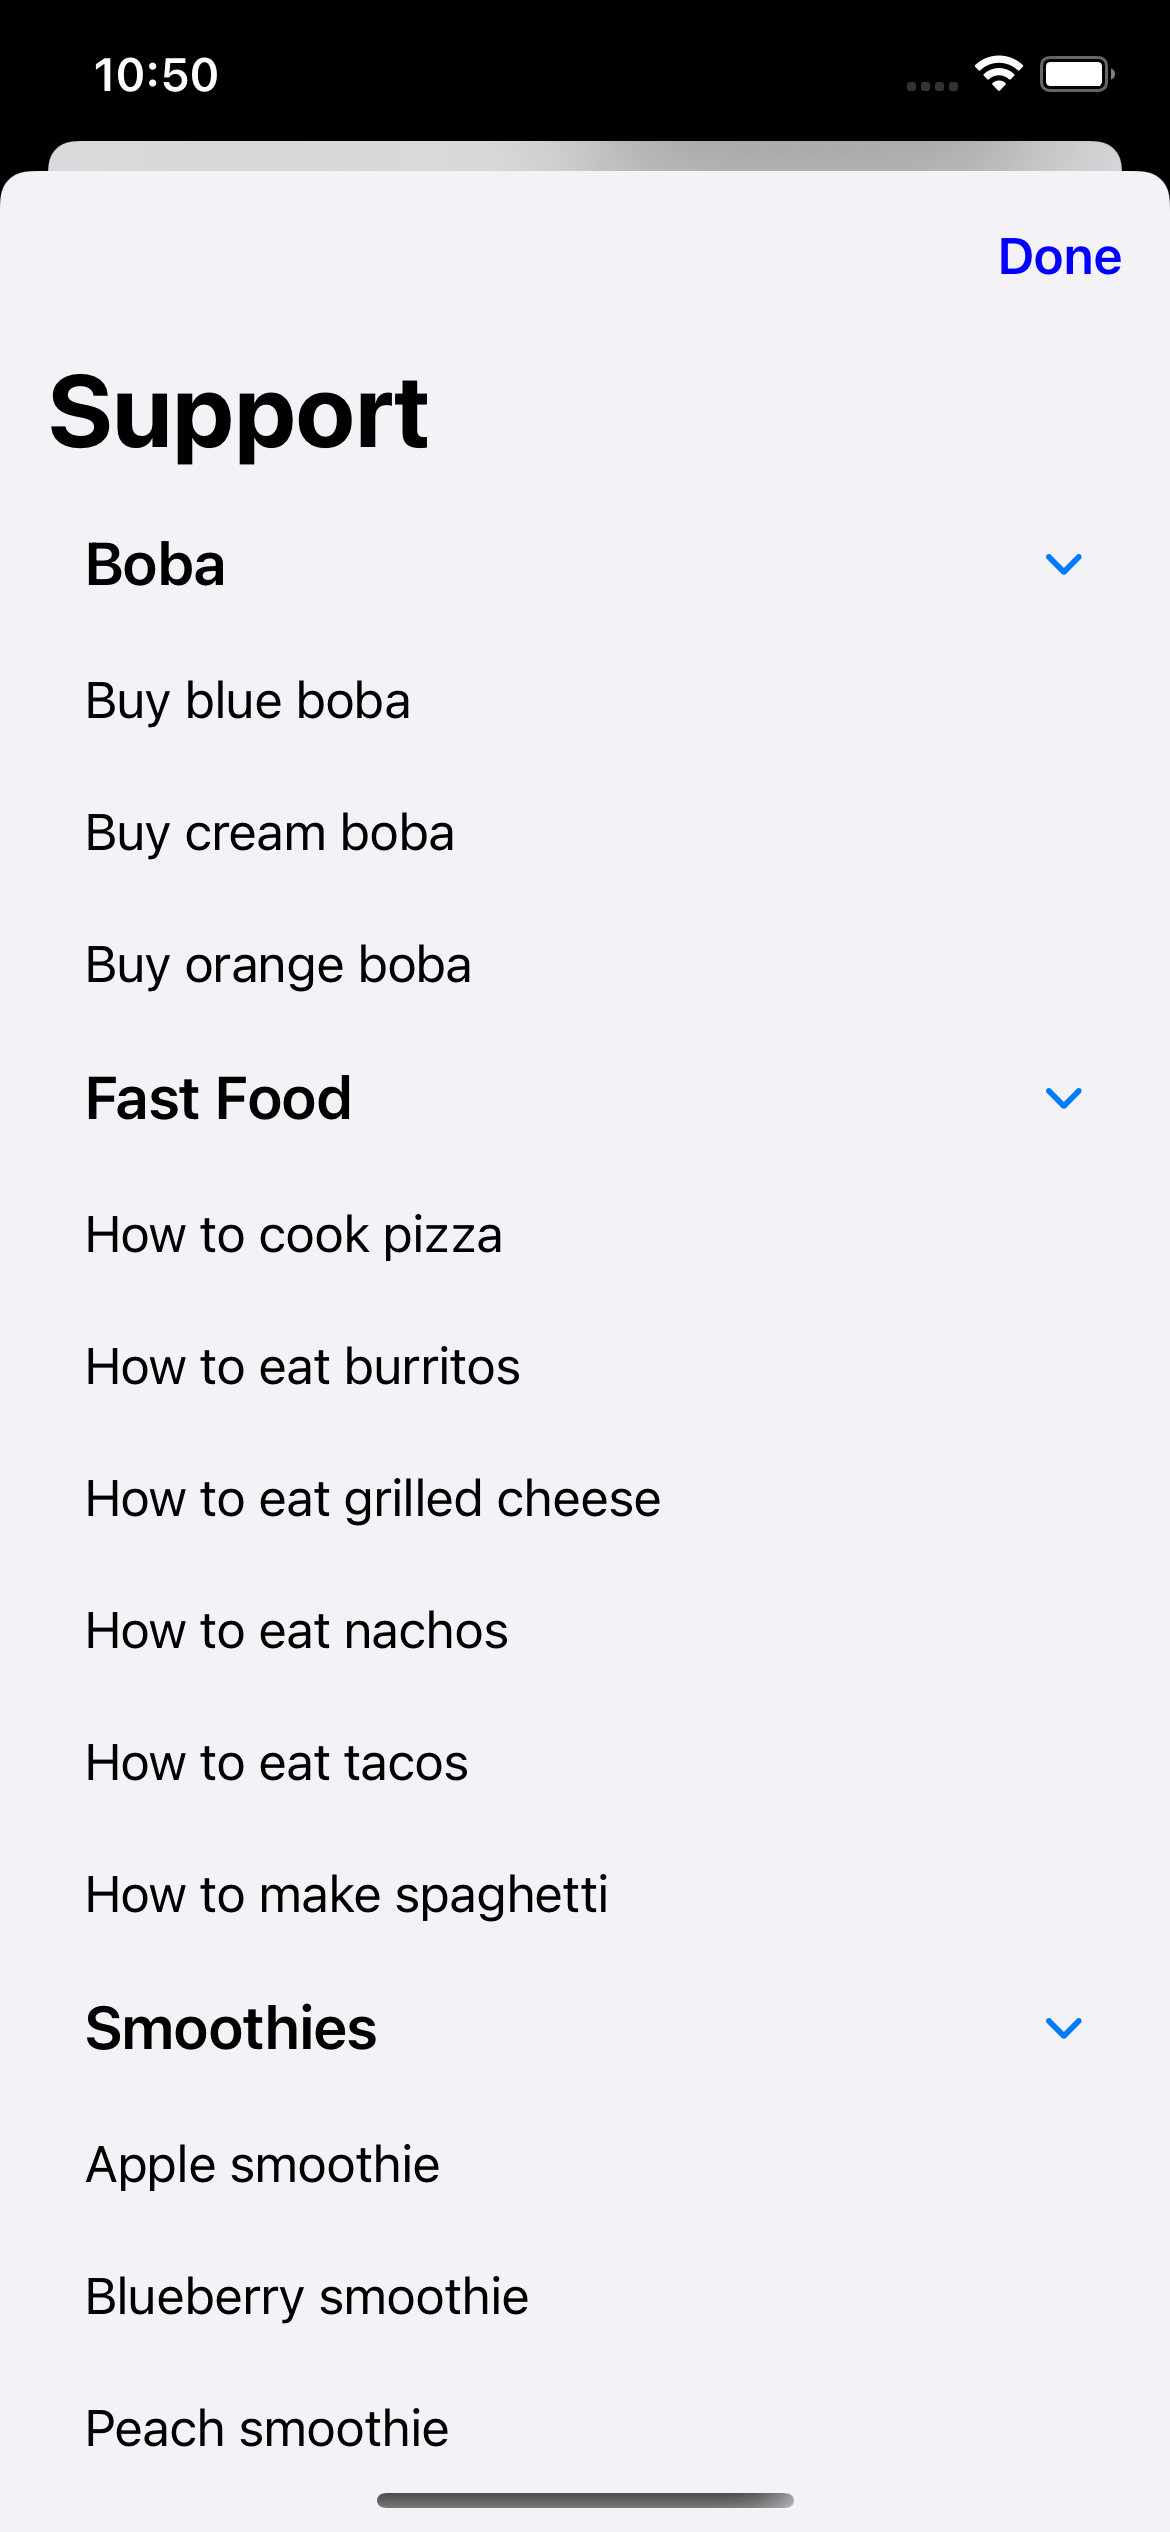 10:50
Done
Support
Boba
Buy blue boba
Buy cream boba
Buy orange boba
Fast Food
How to cook pizza
How to eat burritos
How to eat grilled cheese
How to eat nachos
How to eat tacos
How to make spaghetti
Smoothies
Apple smoothie
Blueberry smoothie
Peach smoothie